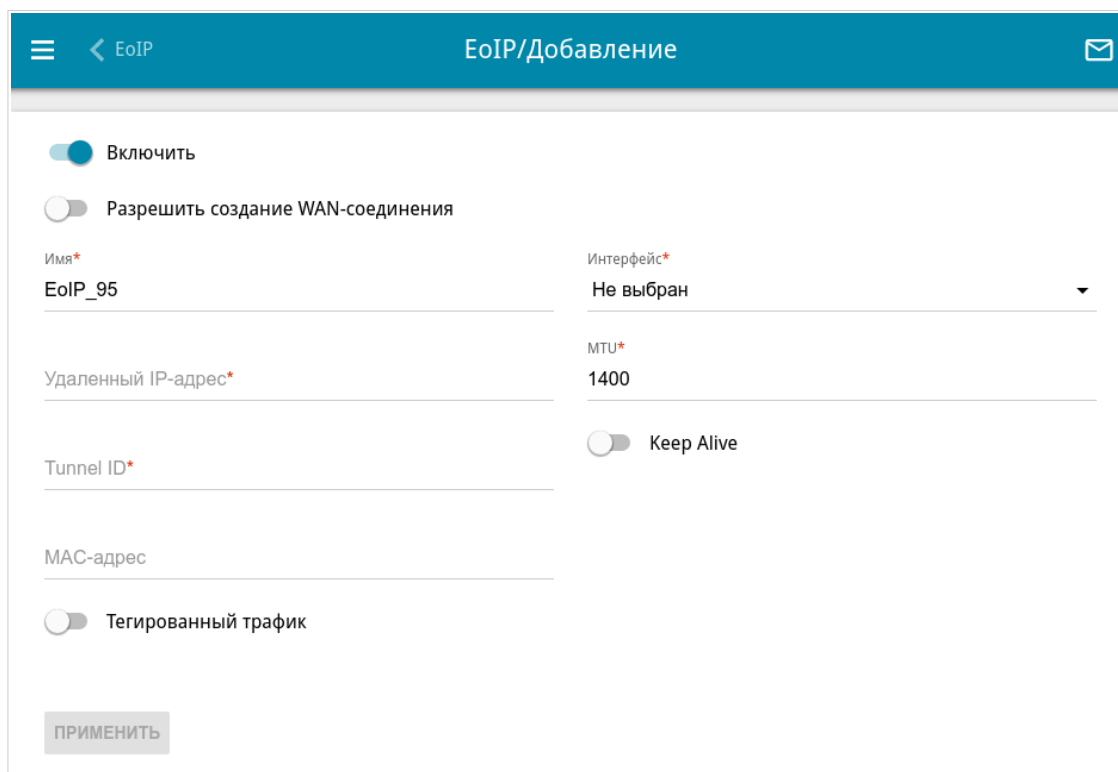 EoIP
EoIP/Добавление
Включить
Разрешить создание WAN-соединения
Имя*
EoIP_95
Интерфейс*
Не выбран
Удаленный IP-адрес*
MTU*
1400
Tunnel ID*
Keep Alive
MAC-адрес
Тегированный трафик
ПРИМЕНИТЬ